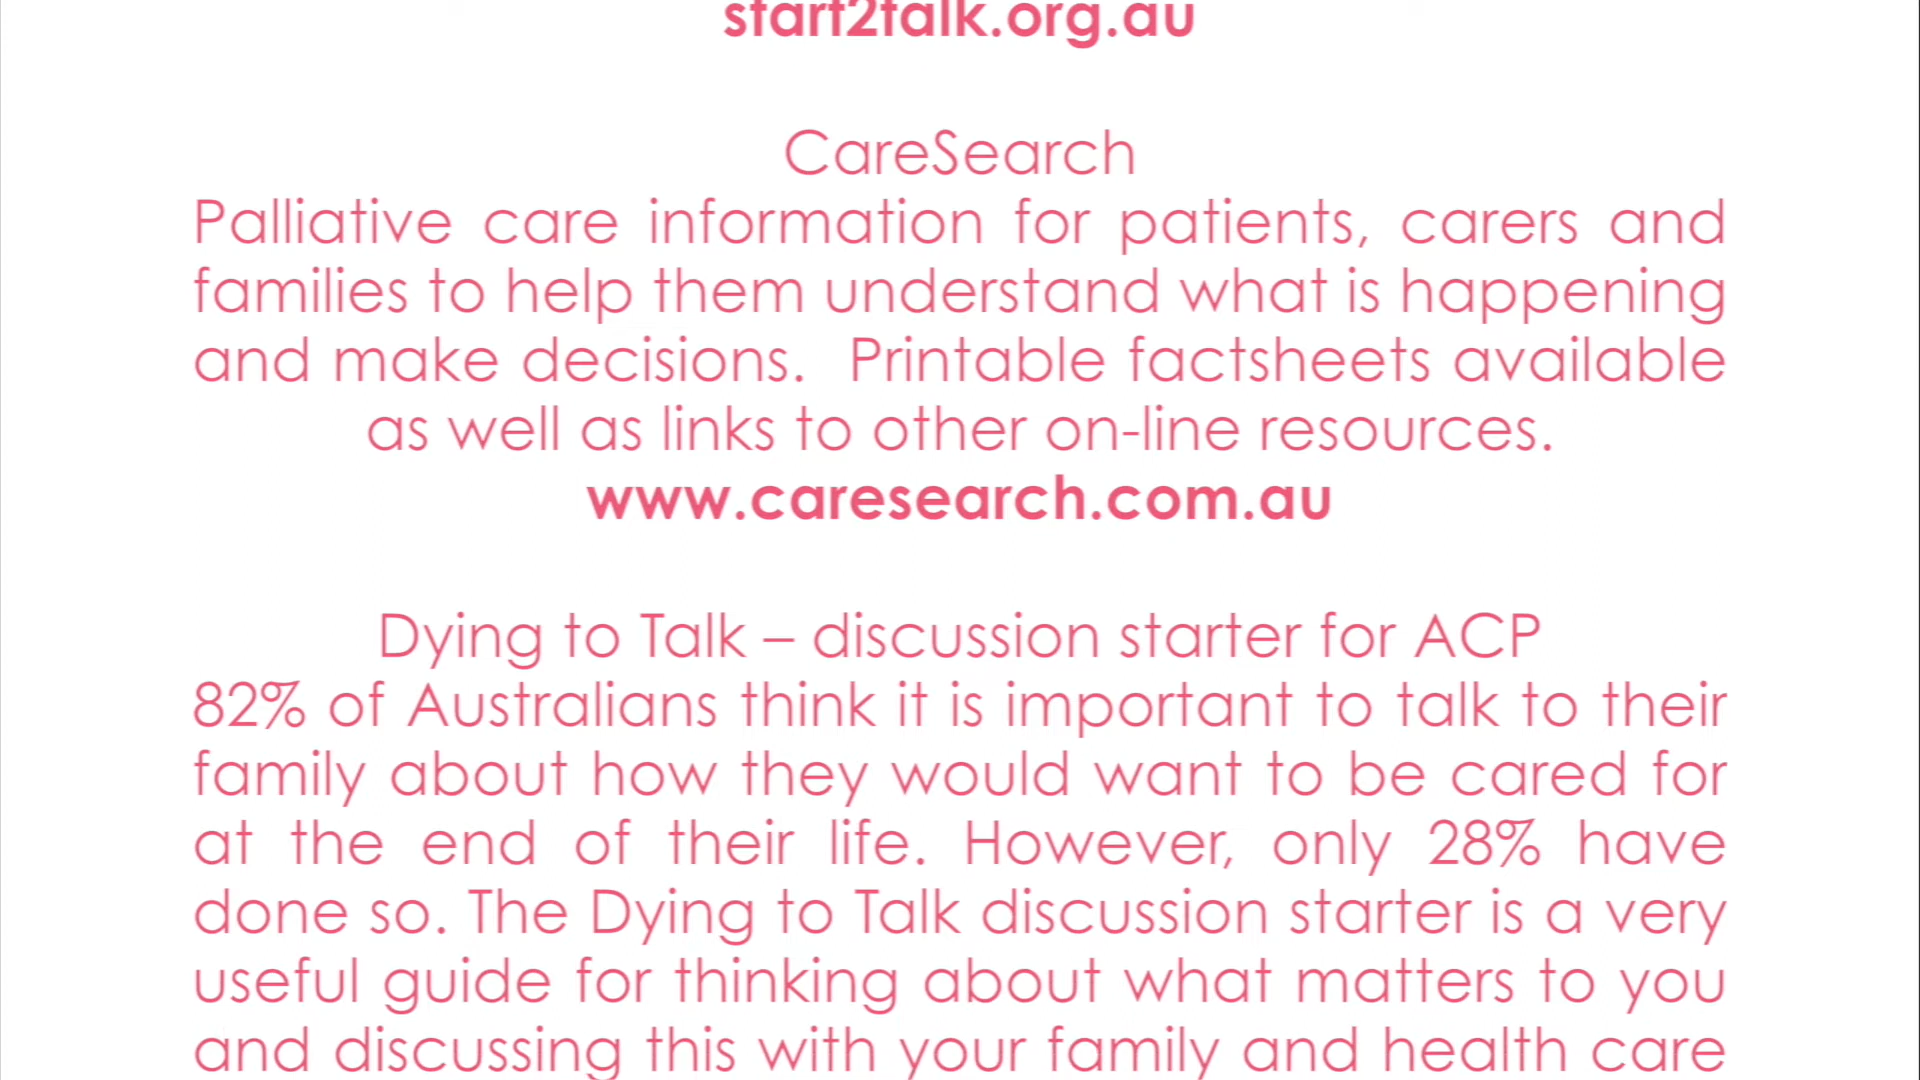 start2talk.org.au
CareSearch
Palliative care information for patients, carers and
families to help them understand what is happening
and make decisions.  Printable factsheets available
as well as links to other on-line resources.
www.caresearch.com.au
Dying to Talk – discussion starter for ACP
82% of Australians think it is important to talk to their
family about how they would want to be cared for
at the end of their life. However, only 28% have
done so. The Dying to Talk discussion starter is a very
useful guide for thinking about what matters to you
and discussing this with your family and health care